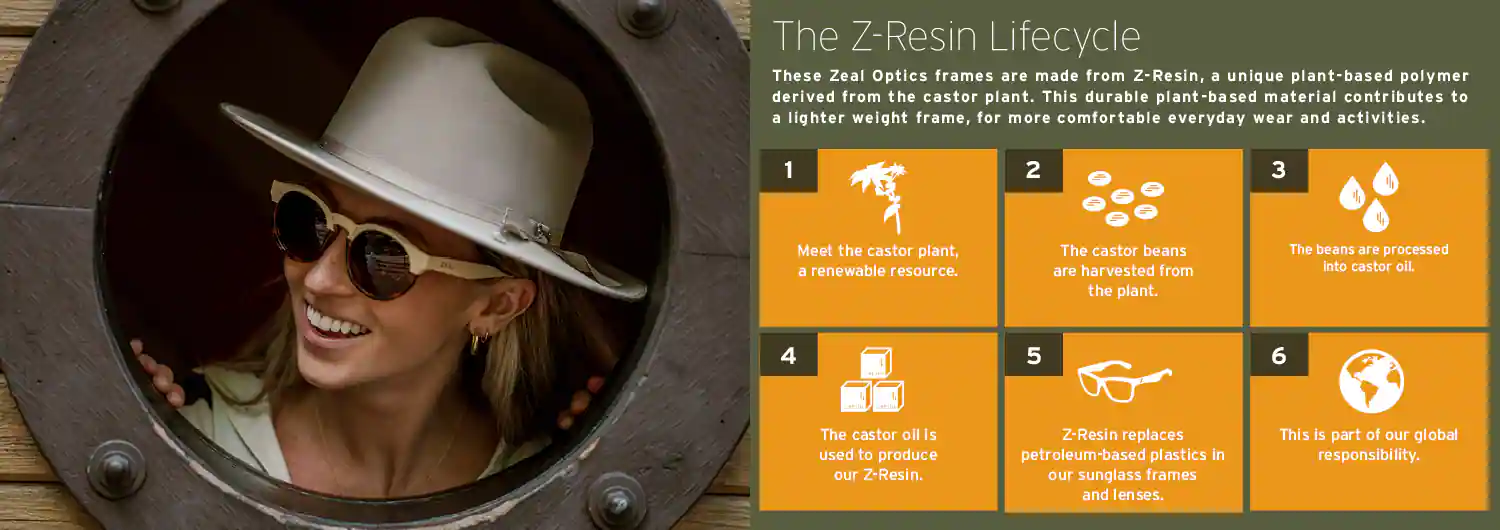 The Z-Resin Lifecycle
These Zeal Optics frames are made from Z-Resin, a unique plant-based polymer
derived from the castor plant. This durable plant-based material contributes to
a lighter weight frame, for more comfortable everyday wear and activities.
1
Meet the castor plant,
a renewable resource.
2
The castor beans
are harvested from
the plant.
3
The beans are processed
into castor oil.
4
The castor oil is
used to produce
our Z-Resin.
5
Z-Resin replaces
petroleum-based plastics in
our sunglass frames
and lenses.
6
This is part of our global
responsibility.